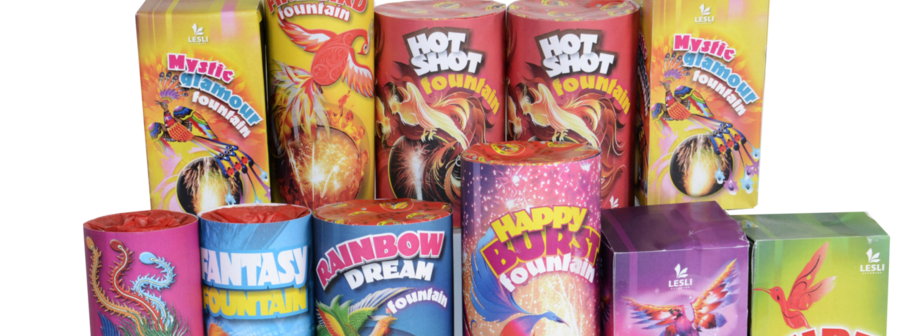 LESLI
Mystic
glamour
fountain
fountain
HOT
SHOT
fountain
HOT
SHOT
fountain
LESLI
Mystic
glamour
fountain
FANTASY
FOUNTAIN
RAINBOW
DREAM
fountain
HAPPY
BURST
fountain
LESLI
LESLI